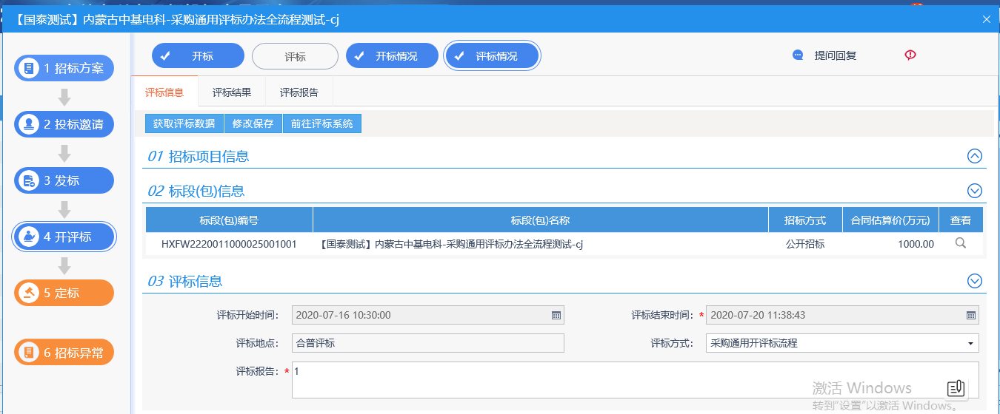 【国泰测试】内蒙古中基电科-采购通用评标办法全流程测试-cj
开标
评标
开标情况
评标情况
提问回复
1 招标方案
2 投标邀请
3 发标
4 开评标
5 定标
6 招标异常
评标信息 评标结果 评标报告
获取评标数据 修改保存 前往评标系统
01 招标项目信息
02 标段(包)信息
标段(包)编号 标段(包)名称 招标方式 合同估算价(万元) 查看
HXFW2220011000025001001 【国泰测试】内蒙古中基电科-采购通用评标办法全流程测试-cj 公开招标 1000.00
03 评标信息
评标开始时间: 2020-07-16 10:30:00 评标结束时间: * 2020-07-20 11:38:43
评标地点: 合普评标 评标方式: 采购通用开评标流程
评标报告: * 1
激活 Windows
转到"设置"以激活 Windows。